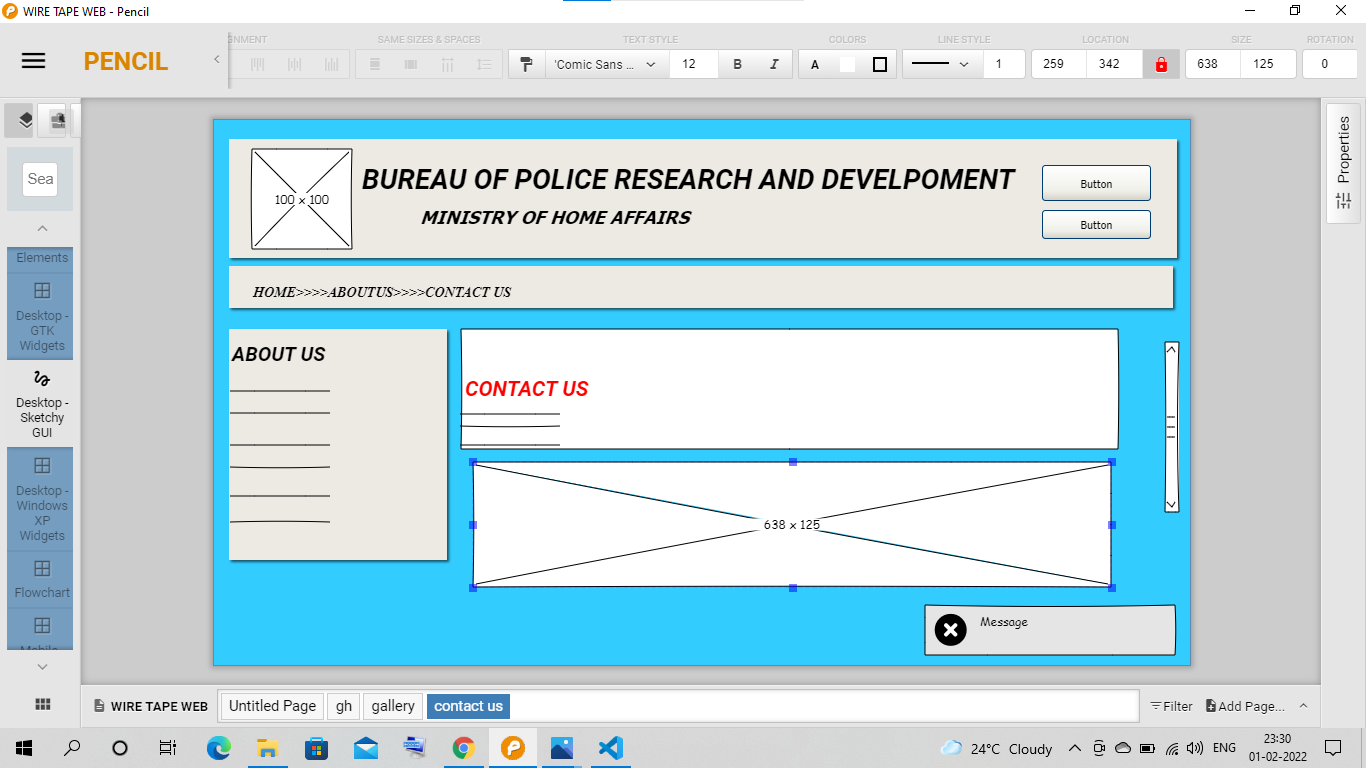 WIRE TAPE WEB - Pencil
PENCIL
GNMENT
SAME SIZES & SPACES
TEXT STYLE
COLORS
LINE STYLE
LOCATION
SIZE
ROTATION
'Comic Sans ...
12
B
I
A
1
259
342
638
125
0
Sea
Elements
Desktop -
GTK
Widgets
Desktop -
Sketchy
GUI
Desktop -
Windows
XP
Widgets
Flowchart
Properties
100 x 100
BUREAU OF POLICE RESEARCH AND DEVELPOMENT
MINISTRY OF HOME AFFAIRS
Button
Button
HOME>>>>ABOUTUS>>>>CONTACT US
ABOUT US
CONTACT US
638 x 125
Message
WIRE TAPE WEB
Untitled Page
gh
gallery
contact us
Filter
Add Page...
24°C Cloudy
ENG
23:30
01-02-2022